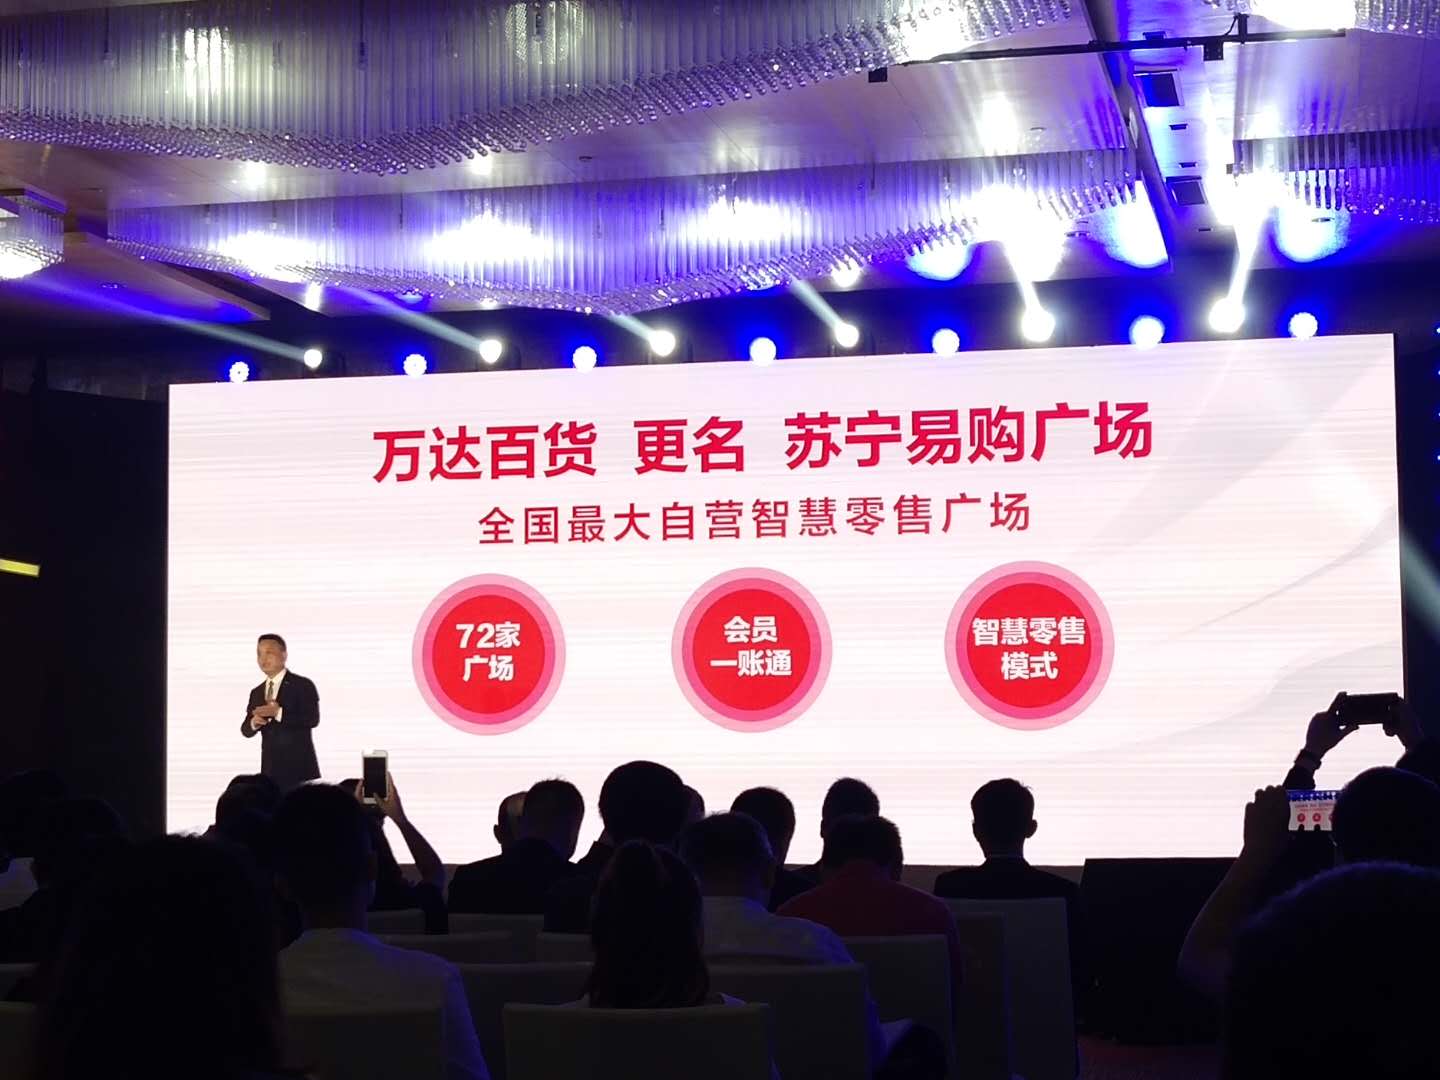 万达百货 更名 苏宁易购广场
全国最大自营智慧零售广场
72家
广场
会员
一账通
智慧零售
模式